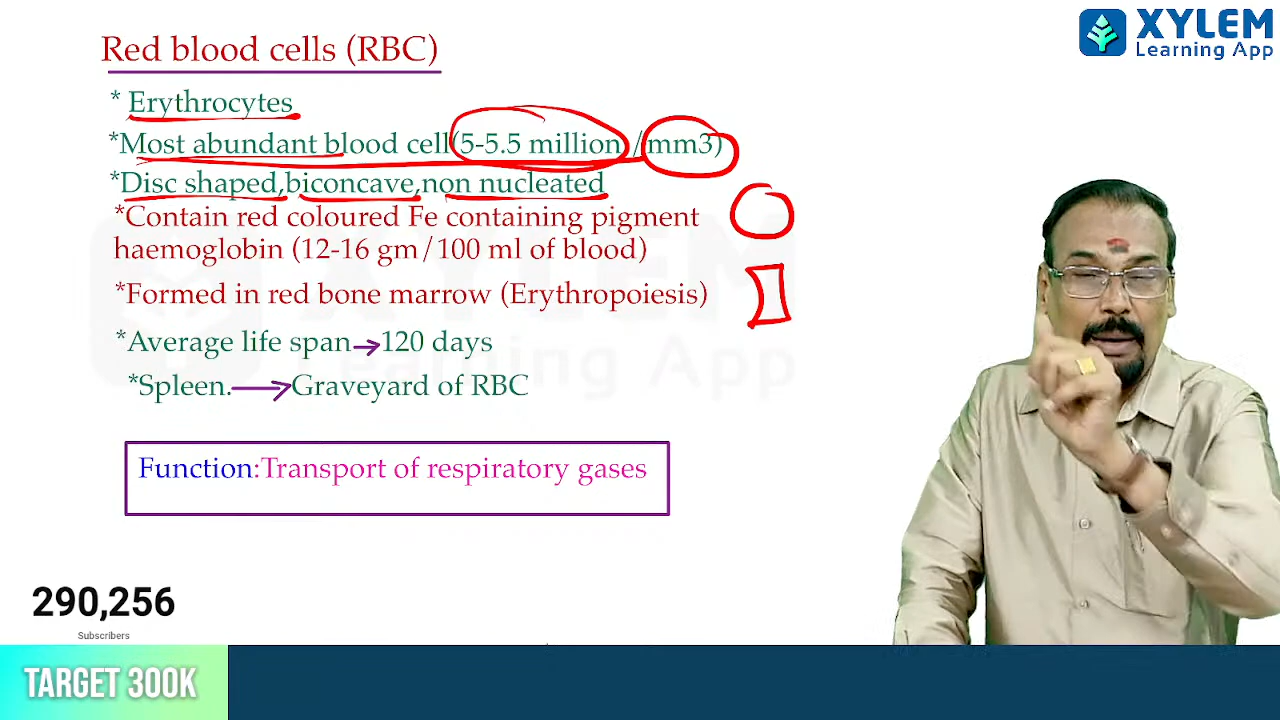 Red blood cells (RBC)
* Erythrocytes
*Most abundant blood cell(5-5.5 million /mm3)
*Disc shaped,biconcave,non nucleated
*Contain red coloured Fe containing pigment
haemoglobin (12-16 gm/100 ml of blood)
*Formed in red bone marrow (Erythropoiesis)
*Average life span→120 days
*Spleen.→Graveyard of RBC
Function:Transport of respiratory gases
XYLEM
Learning App
XYLEM
Learning App
290,256
Subscribers
TARGET 300K